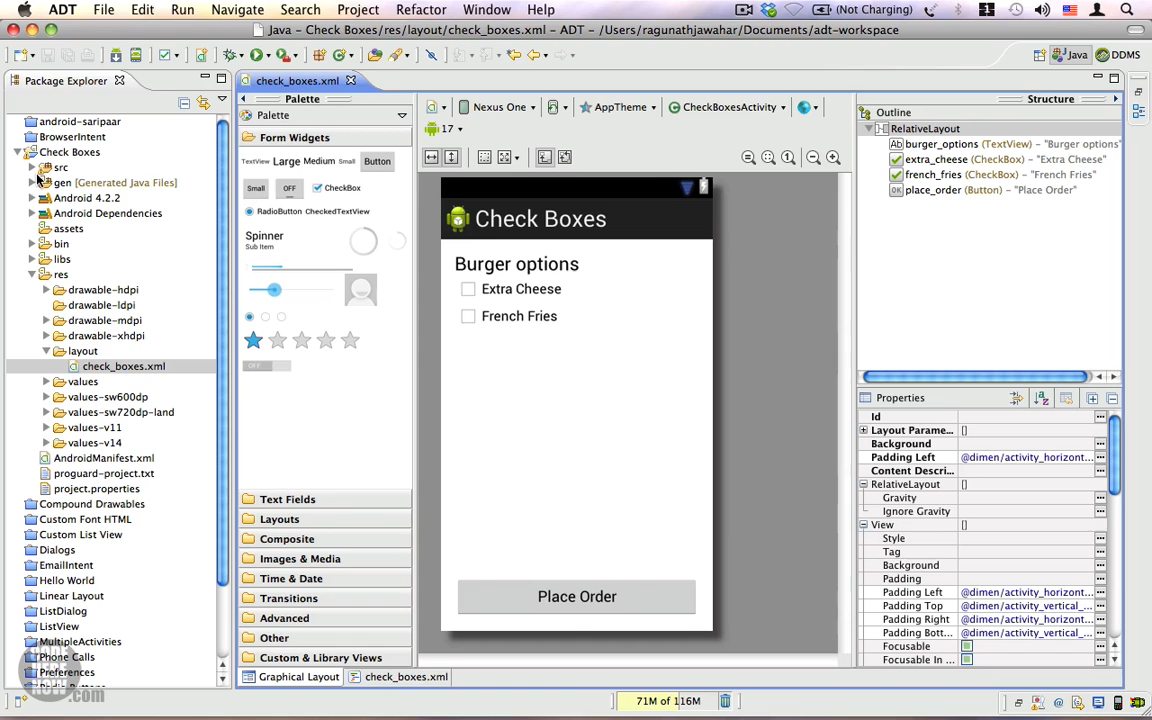 ADT File Edit Run Navigate Search Project Refactor Window Help (Not Charging) 1
Java - Check Boxes/res/layout/check_boxes.xml - ADT - /Users/ragunathjawahar/Documents/adt-workspace
Java DDMS
Package Explorer
android-saripaar
BrowserIntent
Check Boxes
src
gen [Generated Java Files]
Android 4.2.2
Android Dependencies
assets
bin
libs
res
drawable-hdpi
drawable-ldpi
drawable-mdpi
drawable-xhdpi
layout
check_boxes.xml
values
values-sw600dp
values-sw720dp-land
values-v11
values-v14
AndroidManifest.xml
proguard-project.txt
project.properties
Compound Drawables
Custom Font HTML
Custom List View
Dialogs
EmailIntent
Hello World
Linear Layout
ListDialog
ListView
MultipleActivities
Phone Calls
Preferences
.com
check_boxes.xml
Palette
Palette
Form Widgets
TextView Large Medium Small Button
Small OFF CheckBox
RadioButton CheckedTextView
Spinner
Sub Item
OFF
Text Fields
Layouts
Composite
Images & Media
Time & Date
Transitions
Advanced
Other
Custom & Library Views
Graphical Layout check_boxes.xml
Nexus One AppTheme CheckBoxesActivity
17
Check Boxes
Burger options
Extra Cheese
French Fries
Place Order
Structure
Outline
RelativeLayout
Ab burger_options (TextView) - "Burger options"
extra_cheese (CheckBox) - "Extra Cheese"
french_fries (CheckBox) - "French Fries"
OK place_order (Button) - "Place Order"
Properties
Id
Layout Parame... []
Background
Padding Left @dimen/activity_horizont...
Content Descri...
RelativeLayout []
Gravity
Ignore Gravity
View []
Style
Tag
Background
Padding
Padding Left @dimen/activity_horizont...
Padding Top @dimen/activity_vertical_...
Padding Right @dimen/activity_horizont...
Padding Bott... @dimen/activity_vertical_...
Focusable
Focusable In ...
71M of 116M